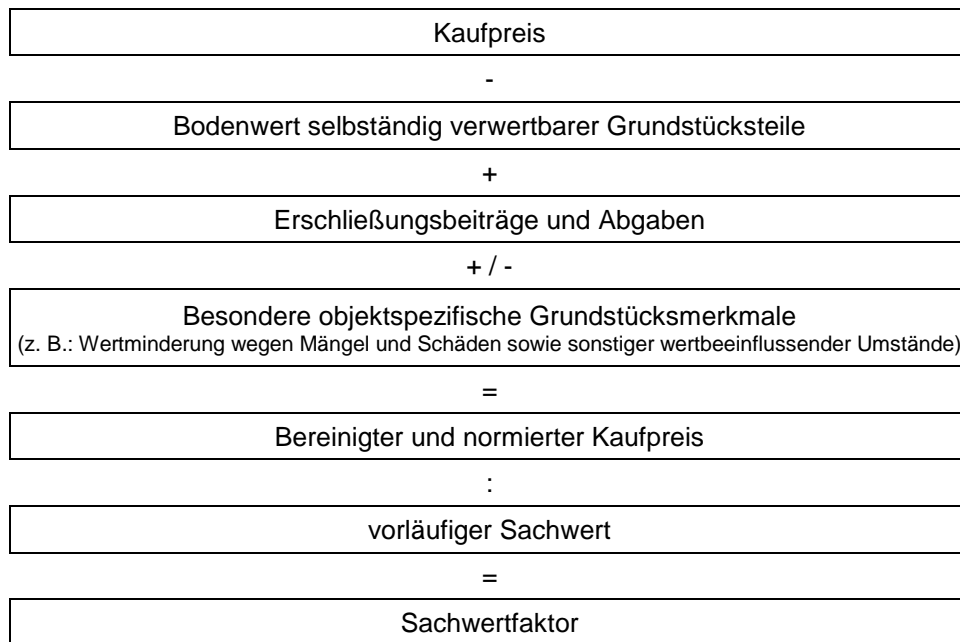 Kaufpreis
-
Bodenwert selbständig verwertbarer Grundstücksteile
+
Erschließungsbeiträge und Abgaben
+ / -
Besondere objektspezifische Grundstücksmerkmale
(z. B.: Wertminderung wegen Mängel und Schäden sowie sonstiger wertbeeinflussender Umstände)
=
Bereinigter und normierter Kaufpreis
:
vorläufiger Sachwert
=
Sachwertfaktor